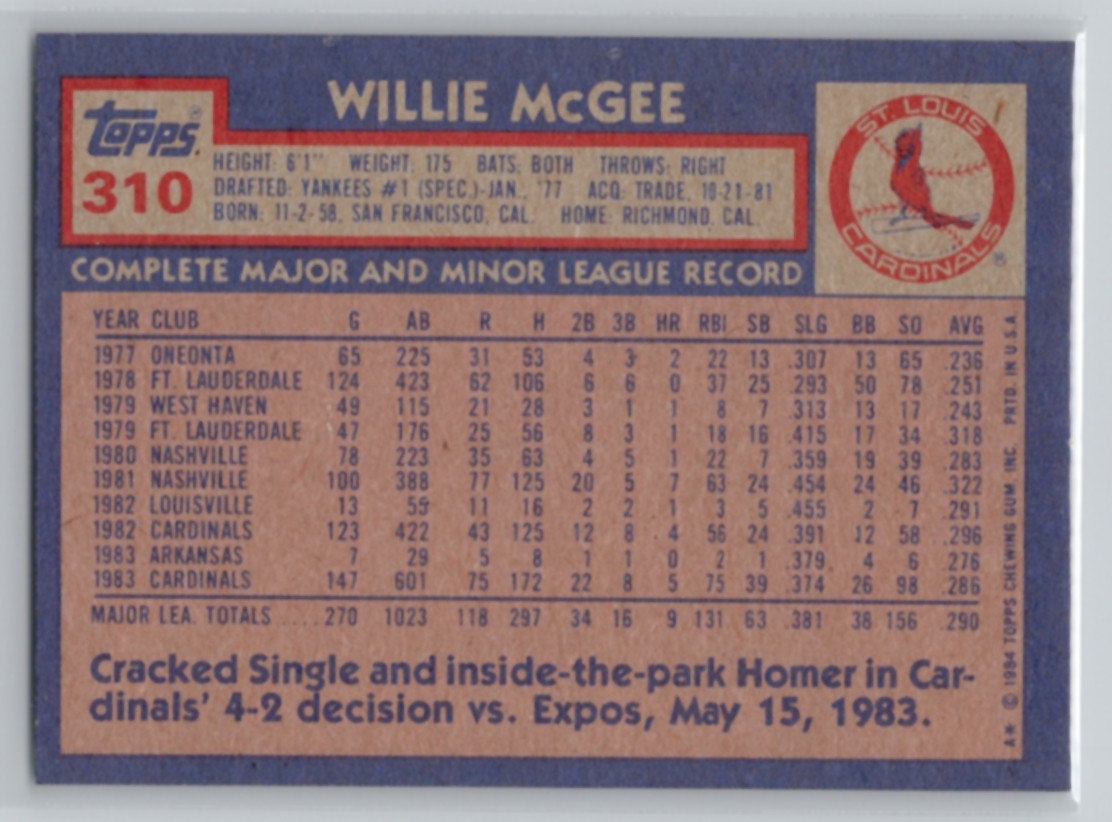 WILLIE McGEE
Topps®
310
HEIGHT: 6'1" WEIGHT: 175 BATS: BOTH THROWS: RIGHT
DRAFTED: YANKEES #1 (SPEC.)-JAN., '77 ACQ: TRADE, 10-21-81
BORN: 11-2-58, SAN FRANCISCO, CAL. HOME: RICHMOND, CAL.
ST. LOUIS
CARDINALS
®
COMPLETE MAJOR AND MINOR LEAGUE RECORD
YEAR CLUB G AB R H 2B 3B HR RBI SB SLG BB SO AVG
1977 ONEONTA 65 225 31 53 4 3 2 22 13 .307 13 65 .236
1978 FT. LAUDERDALE 124 423 62 106 6 6 0 37 25 .293 50 78 .251
1979 WEST HAVEN 49 115 21 28 3 1 1 8 7 .313 13 17 .243
1979 FT. LAUDERDALE 47 176 25 56 8 3 1 18 16 .415 17 34 .318
1980 NASHVILLE 78 223 35 63 4 5 1 22 7 .359 19 39 .283
1981 NASHVILLE 100 388 77 125 20 5 7 63 24 .454 24 46 .322
1982 LOUISVILLE 13 55 11 16 2 2 1 3 5 .455 2 7 .291
1982 CARDINALS 123 422 43 125 12 8 4 56 24 .391 12 58 .296
1983 ARKANSAS 7 29 5 8 1 1 0 2 1 .379 4 6 .276
1983 CARDINALS 147 601 75 172 22 8 5 75 39 .374 26 98 .286
MAJOR LEA. TOTALS ....270 1023 118 297 34 16 9 131 63 .381 38 156 .290
Cracked Single and inside-the-park Homer in Car-
dinals' 4-2 decision vs. Expos, May 15, 1983.
A* © 1984 TOPPS CHEWING GUM, INC. PRTD. IN U.S.A.